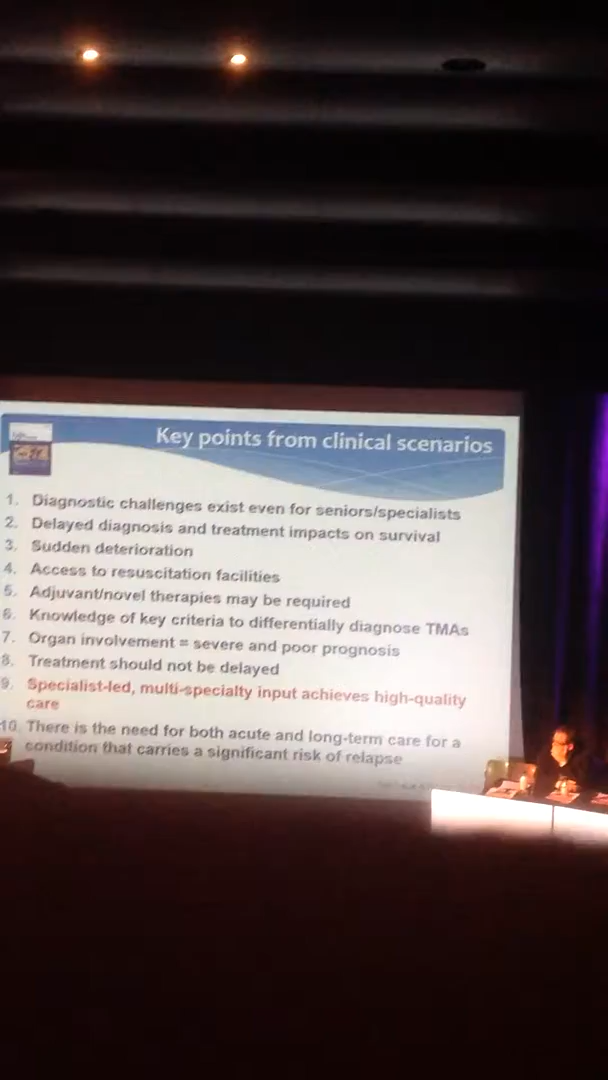 Key points from clinical scenarios
1. Diagnostic challenges exist even for seniors/specialists
2. Delayed diagnosis and treatment impacts on survival
3. Sudden deterioration
4. Access to resuscitation facilities
5. Adjuvant/novel therapies may be required
6. Knowledge of key criteria to differentially diagnose TMAs
7. Organ involvement = severe and poor prognosis
8. Treatment should not be delayed
9. Specialist-led, multi-specialty input achieves high-quality
care
10. There is the need for both acute and long-term care for a
condition that carries a significant risk of relapse